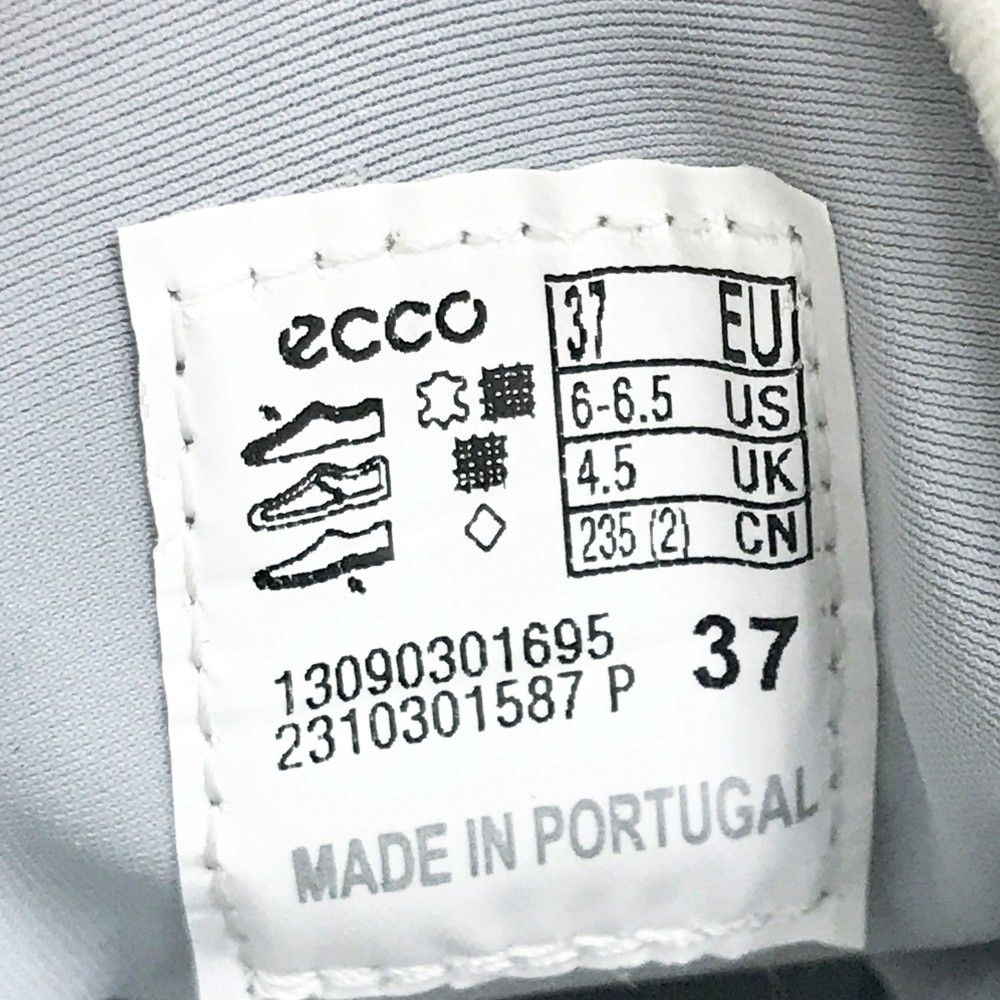 ecco
37 EU
6-6.5 US
4.5 UK
235 (2) CN
13090301695
2310301587 P
37
MADE IN PORTUGAL